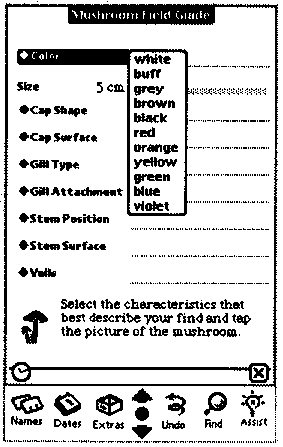 Mushroom Field Guide
Color
white
buff
grey
brown
black
red
orange
yellow
green
blue
violet
Size 5 cm
Cap Shape
Cap Surface
Gill Type
Gill Attachment
Stem Position
Stem Surface
Veils
Select the characteristics that
best describe your find and tap
the picture of the mushroom.
Names Dates Extras Undo Find Assist